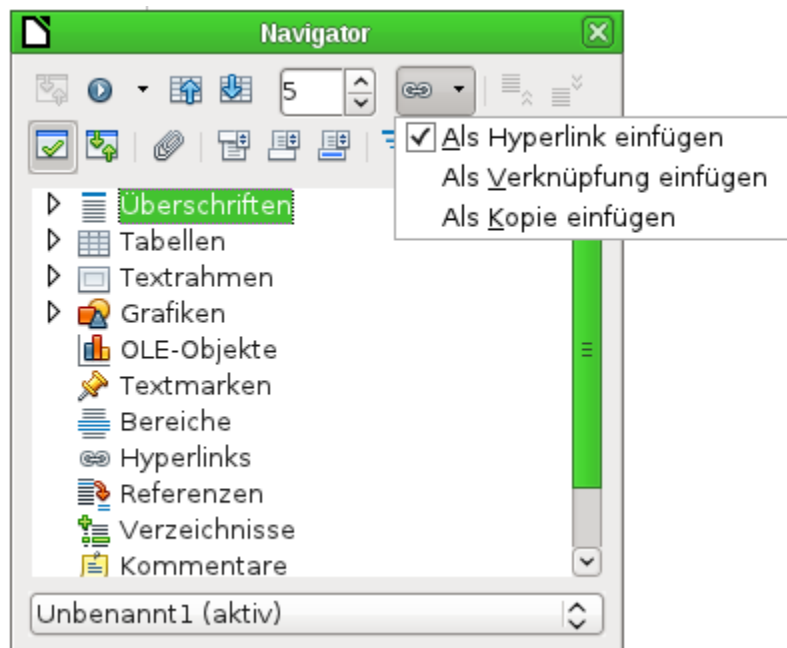 Navigator
5
Als Hyperlink einfügen
Als Verknüpfung einfügen
Als Kopie einfügen
Überschriften
Tabellen
Textrahmen
Grafiken
OLE-Objekte
Textmarken
Bereiche
Hyperlinks
Referenzen
Verzeichnisse
Kommentare
Unbenannt1 (aktiv)